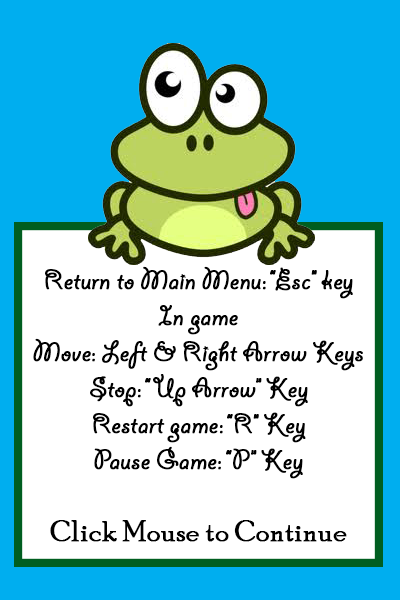 Return to Main Menu: "Esc" key
In game
Move: Left & Right Arrow Keys
Stop: "Up Arrow" Key
Restart game: "R" Key
Pause Game: "P" Key
Click Mouse to Continue